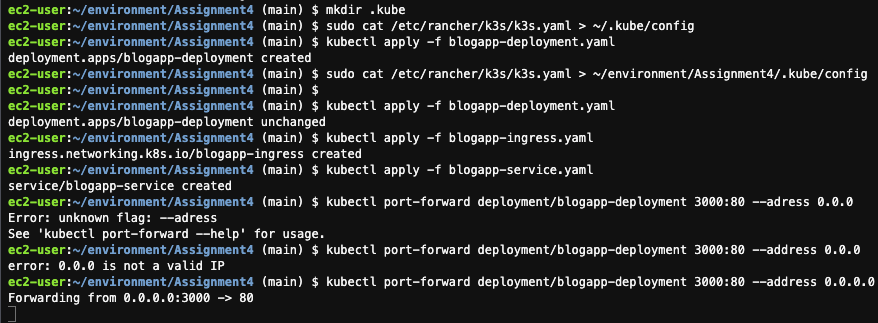 ec2-user:~/environment/Assignment4 (main) $ mkdir .kube
ec2-user:~/environment/Assignment4 (main) $ sudo cat /etc/rancher/k3s/k3s.yaml > ~/.kube/config
ec2-user:~/environment/Assignment4 (main) $ kubectl apply -f blogapp-deployment.yaml
deployment.apps/blogapp-deployment created
ec2-user:~/environment/Assignment4 (main) $ sudo cat /etc/rancher/k3s/k3s.yaml > ~/environment/Assignment4/.kube/config
ec2-user:~/environment/Assignment4 (main) $
ec2-user:~/environment/Assignment4 (main) $ kubectl apply -f blogapp-deployment.yaml
deployment.apps/blogapp-deployment unchanged
ec2-user:~/environment/Assignment4 (main) $ kubectl apply -f blogapp-ingress.yaml
ingress.networking.k8s.io/blogapp-ingress created
ec2-user:~/environment/Assignment4 (main) $ kubectl apply -f blogapp-service.yaml
service/blogapp-service created
ec2-user:~/environment/Assignment4 (main) $ kubectl port-forward deployment/blogapp-deployment 3000:80 --adress 0.0.0
Error: unknown flag: --adress
See 'kubectl port-forward --help' for usage.
ec2-user:~/environment/Assignment4 (main) $ kubectl port-forward deployment/blogapp-deployment 3000:80 --address 0.0.0
error: 0.0.0 is not a valid IP
ec2-user:~/environment/Assignment4 (main) $ kubectl port-forward deployment/blogapp-deployment 3000:80 --address 0.0.0.0
Forwarding from 0.0.0.0:3000 -> 80